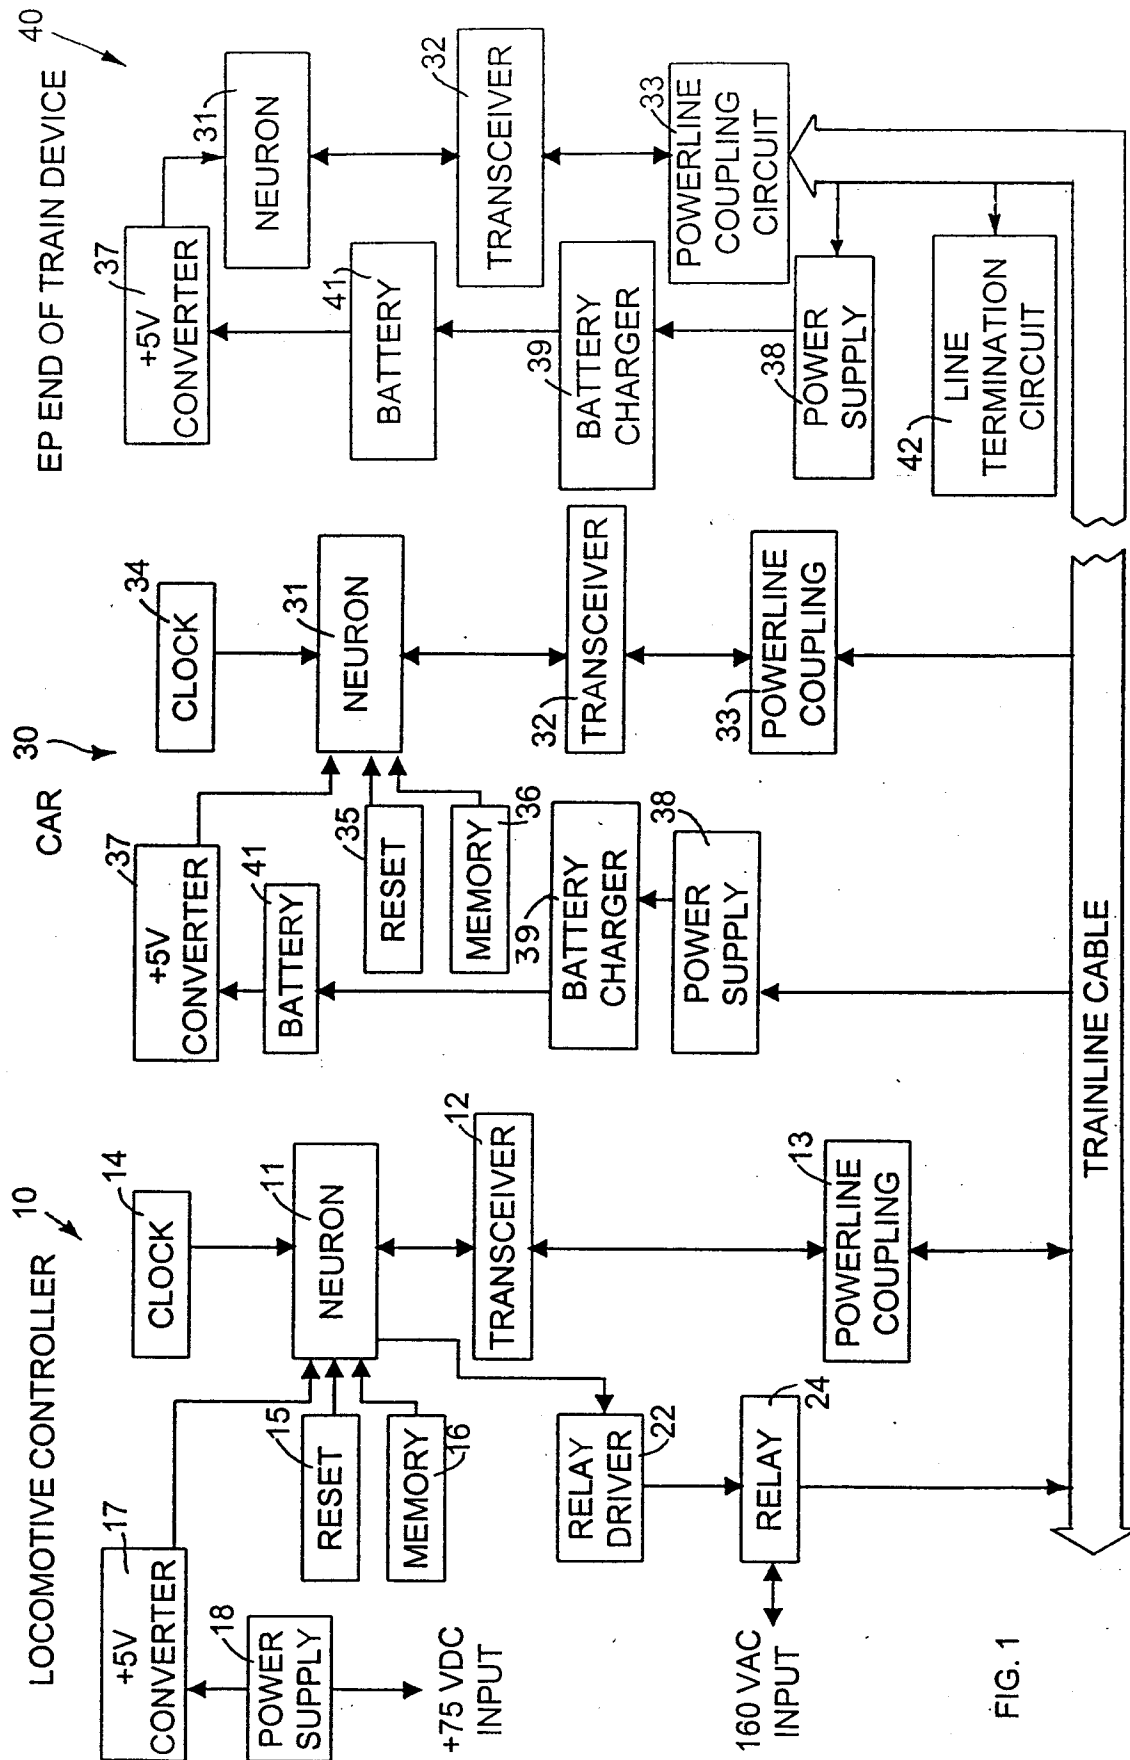 LOCOMOTIVE CONTROLLER
10
17
+5V
CONVERTER
18
POWER
SUPPLY
+75 VDC
INPUT
14
CLOCK
11
NEURON
15
RESET
MEMORY
16
12
TRANSCEIVER
RELAY
DRIVER
22
160 VAC
INPUT
RELAY
24
13
POWERLINE
COUPLING
CAR
30
37
+5V
CONVERTER
41
BATTERY
34
CLOCK
31
NEURON
35
RESET
MEMORY
36
39
BATTERY
CHARGER
38
POWER
SUPPLY
32
TRANSCEIVER
33
POWERLINE
COUPLING
EP END OF TRAIN DEVICE
40
37
+5V
CONVERTER
31
NEURON
41
BATTERY
32
TRANSCEIVER
39
BATTERY
CHARGER
33
POWERLINE
COUPLING
CIRCUIT
38
POWER
SUPPLY
42
LINE
TERMINATION
CIRCUIT
TRAINLINE CABLE
FIG. 1